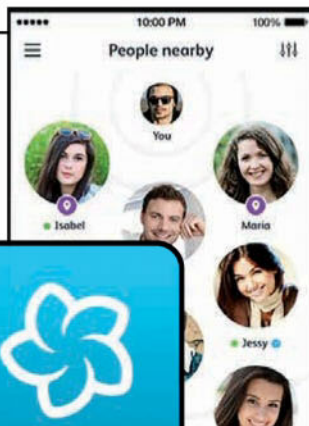 10:00 PM 100%
People nearby
You
Isabel
Maria
Jessy